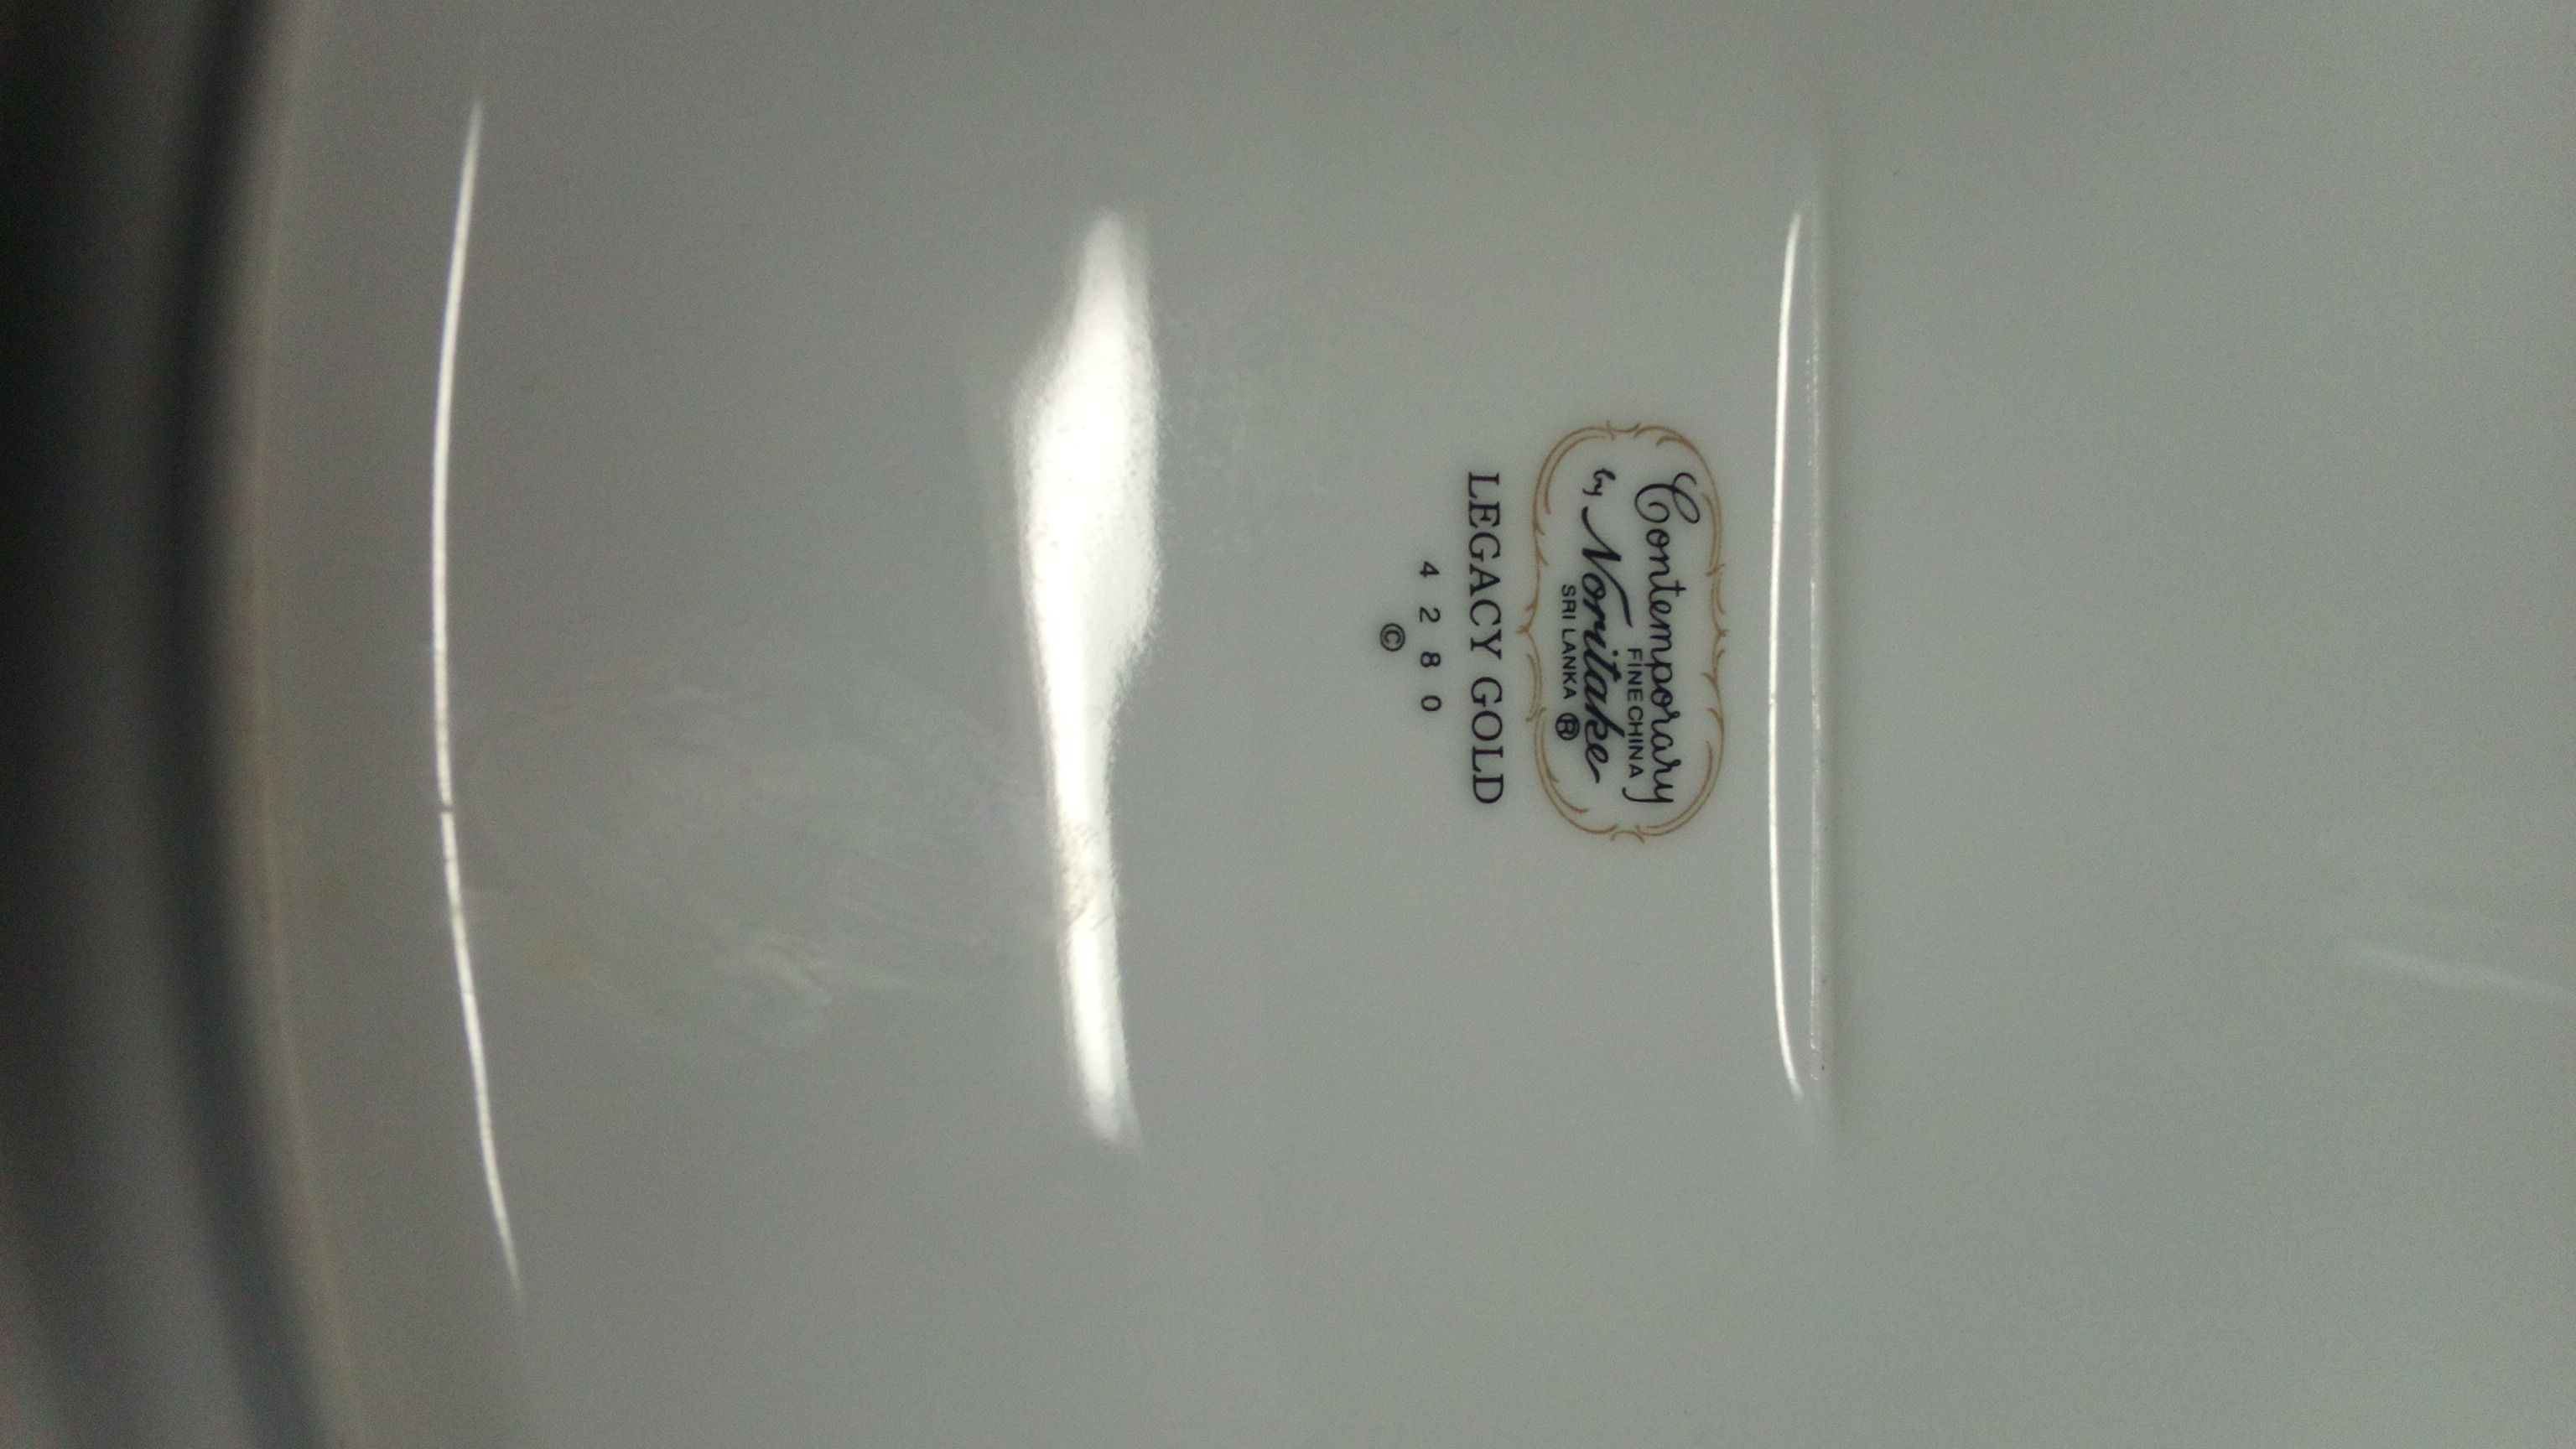 Contemporary
FINE CHINA
by Noritake
SRI LANKA ®
LEGACY GOLD
4280
©